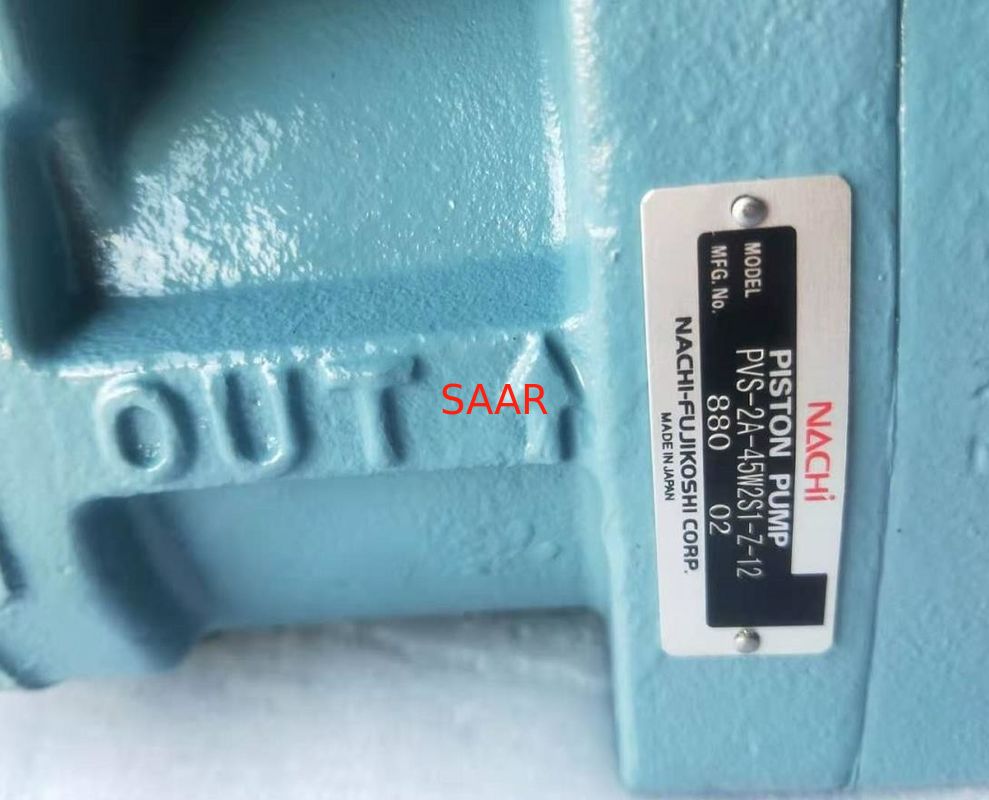 OUT
SAAR
NACHi
PISTON PUMP
MODEL PVS-2A-45W2S1-Z-12
MFG. No. 880 02
NACHI-FUJIKOSHI CORP.
MADE IN JAPAN